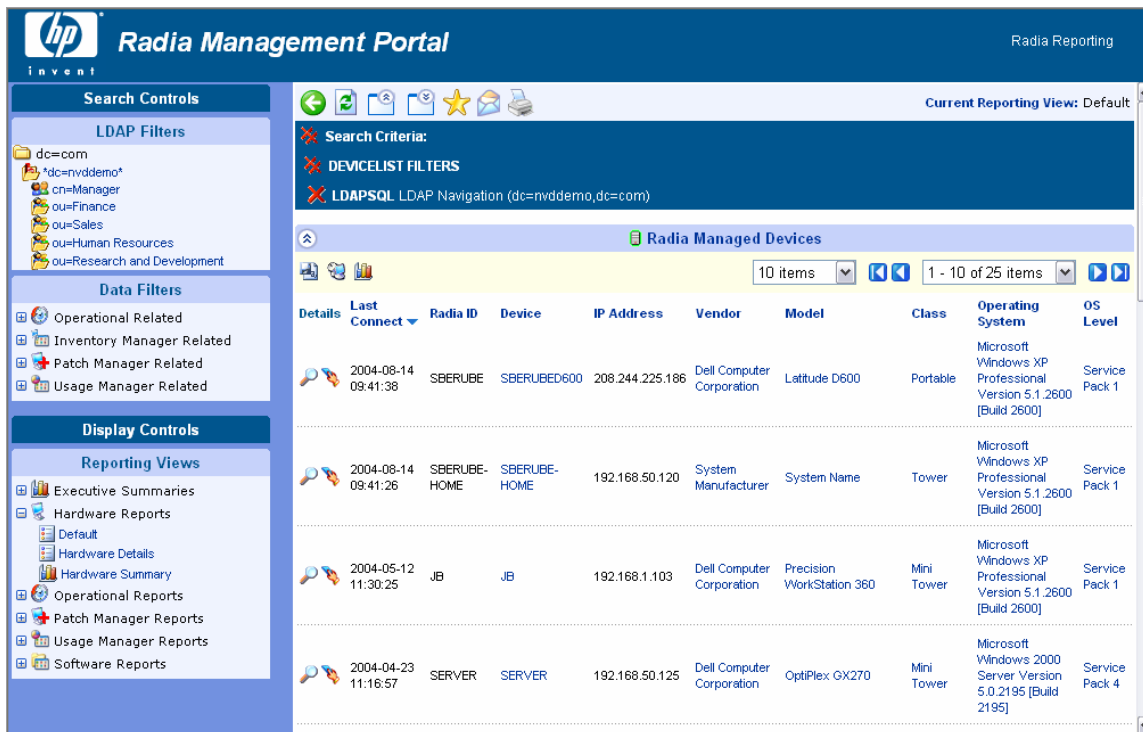 hp
invent
Radia Management Portal
Radia Reporting
Search Controls
LDAP Filters
dc=com
*dc=nvddemo*
cn=Manager
ou=Finance
ou=Sales
ou=Human Resources
ou=Research and Development
Data Filters
Operational Related
Inventory Manager Related
Patch Manager Related
Usage Manager Related
Display Controls
Reporting Views
Executive Summaries
Hardware Reports
Default
Hardware Details
Hardware Summary
Operational Reports
Patch Manager Reports
Usage Manager Reports
Software Reports
Current Reporting View: Default
Search Criteria:
DEVICELIST FILTERS
LDAPSQL LDAP Navigation (dc=nvddemo,dc=com)
Radia Managed Devices
10 items
1 - 10 of 25 items
Details
Last
Connect
Radia ID
Device
IP Address
Vendor
Model
Class
Operating
System
OS
Level
2004-08-14
09:41:38
SBERUBE
SBERUBED600
208.244.225.186
Dell Computer
Corporation
Latitude D600
Portable
Microsoft
Windows XP
Professional
Version 5.1.2600
[Build 2600]
Service
Pack 1
2004-08-14
09:41:26
SBERUBE-
HOME
SBERUBE-
HOME
192.168.50.120
System
Manufacturer
System Name
Tower
Microsoft
Windows XP
Professional
Version 5.1.2600
[Build 2600]
Service
Pack 1
2004-05-12
11:30:25
JB
JB
192.168.1.103
Dell Computer
Corporation
Precision
WorkStation 360
Mini
Tower
Microsoft
Windows XP
Professional
Version 5.1.2600
[Build 2600]
Service
Pack 1
2004-04-23
11:16:57
SERVER
SERVER
192.168.50.125
Dell Computer
Corporation
OptiPlex GX270
Mini
Tower
Microsoft
Windows 2000
Server Version
5.0.2195 [Build
2195]
Service
Pack 4